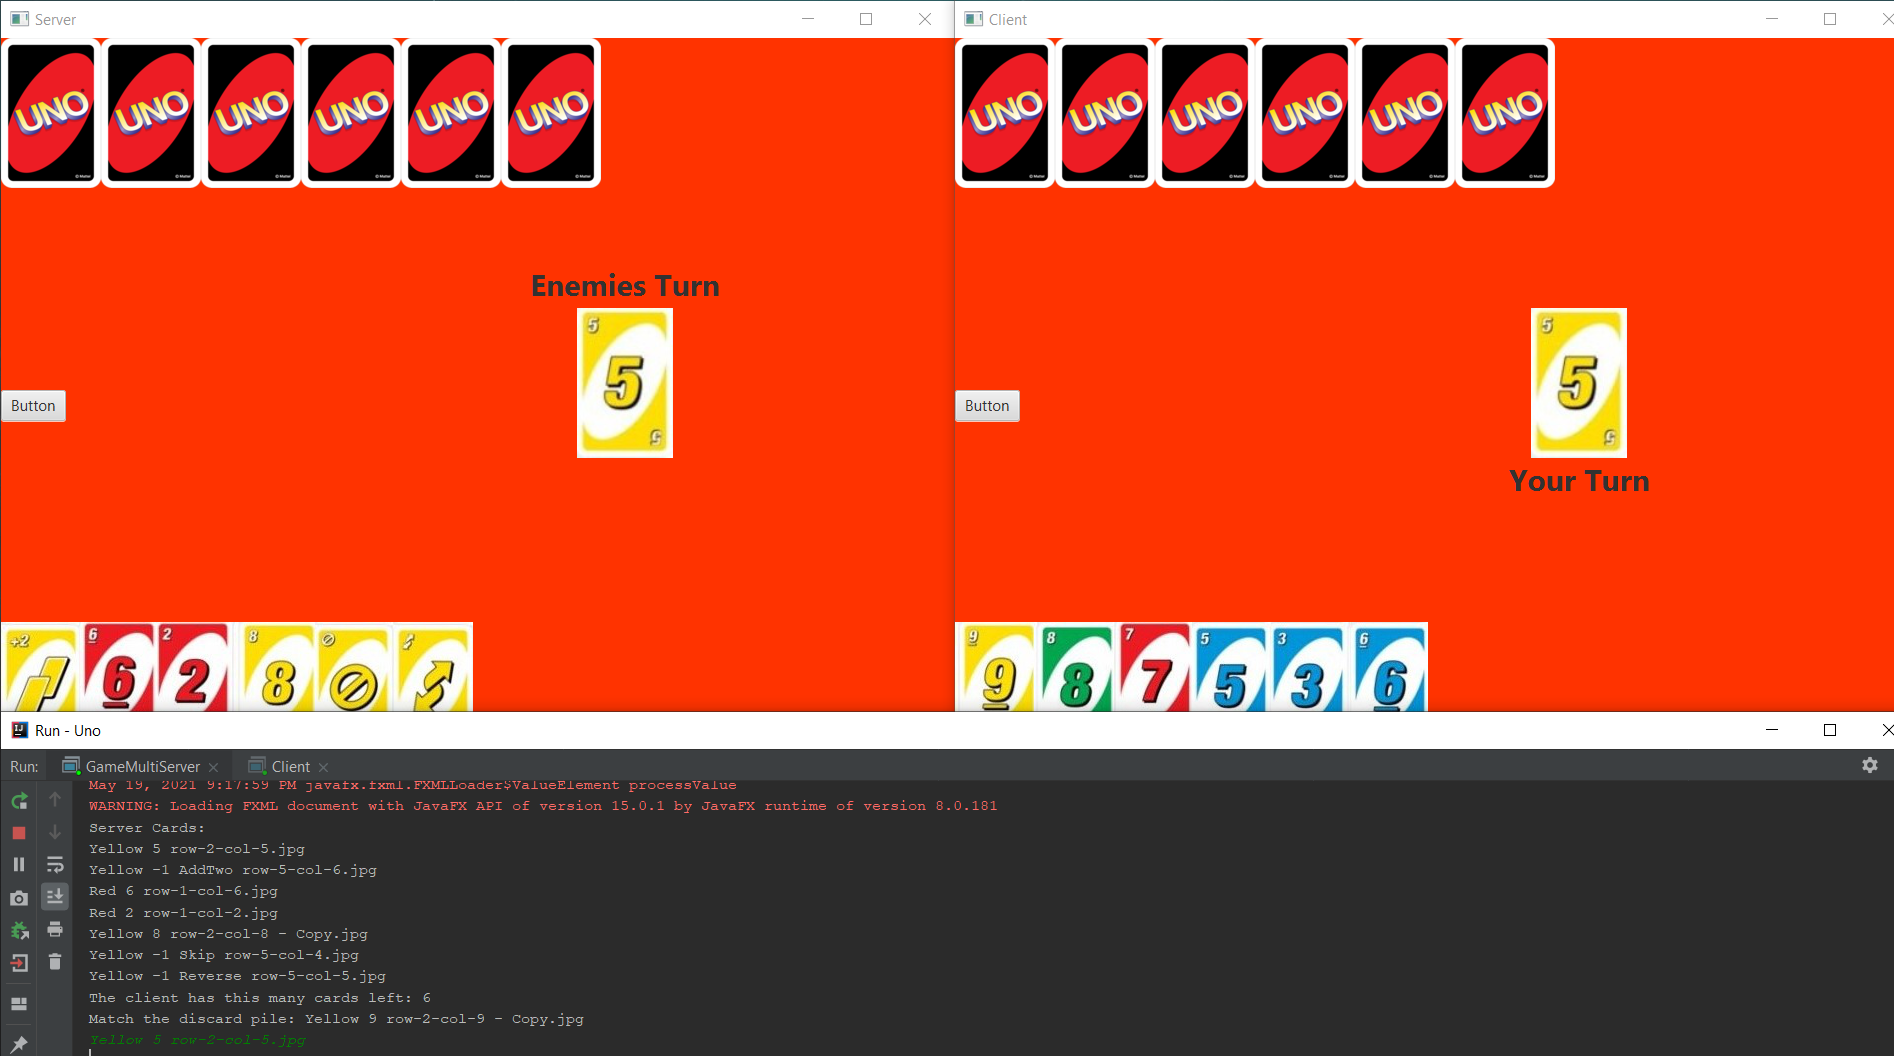 Server
UNO UNO UNO UNO UNO UNO
Enemies Turn
5
5
5
Button
+2 6 6 2 2 8 8
Client
UNO UNO UNO UNO UNO UNO
5
5
5
Button
Your Turn
9 9 8 8 7 7 5 5 3 3 6 6
Run - Uno
Run: GameMultiServer Client
May 19, 2021 9:17:59 PM javafx.fxml.FXMLLoader$ValueElement processValue
WARNING: Loading FXML document with JavaFX API of version 15.0.1 by JavaFX runtime of version 8.0.181
Server Cards:
Yellow 5 row-2-col-5.jpg
Yellow -1 AddTwo row-5-col-6.jpg
Red 6 row-1-col-6.jpg
Red 2 row-1-col-2.jpg
Yellow 8 row-2-col-8 - Copy.jpg
Yellow -1 Skip row-5-col-4.jpg
Yellow -1 Reverse row-5-col-5.jpg
The client has this many cards left: 6
Match the discard pile: Yellow 9 row-2-col-9 - Copy.jpg
Yellow 5 row-2-col-5.jpg